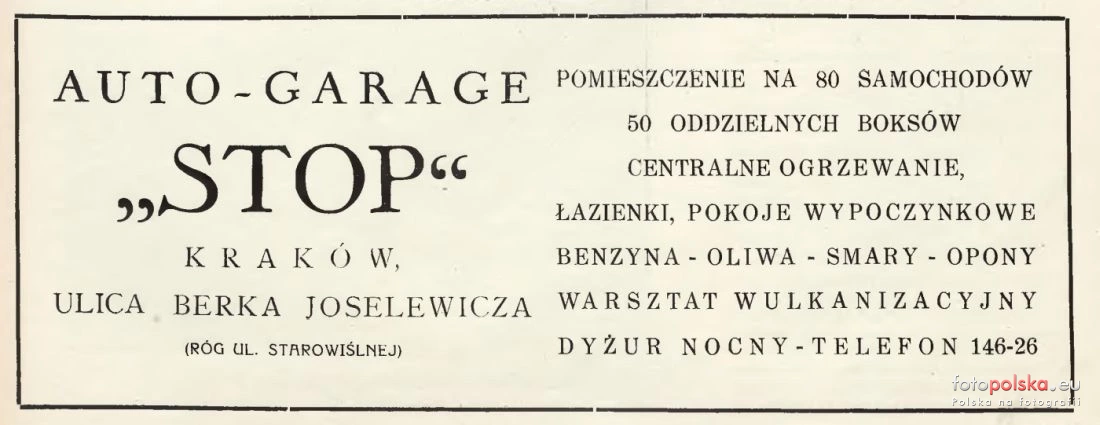 AUTO-GARAGE
„STOP“
KRAKÓW,
ULICA BERKA JOSELEWICZA
(RÓG UL. STAROWIŚLNEJ)
POMIESZCZENIE NA 80 SAMOCHODÓW
50 ODDZIELNYCH BOKSÓW
CENTRALNE OGRZEWANIE,
ŁAZIENKI, POKOJE WYPOCZYNKOWE
BENZYNA - OLIWA - SMARY - OPONY
WARSZTAT WULKANIZACYJNY
DYŻUR NOCNY - TELEFON 146-26
fotopolska.eu
Polska na fotografii